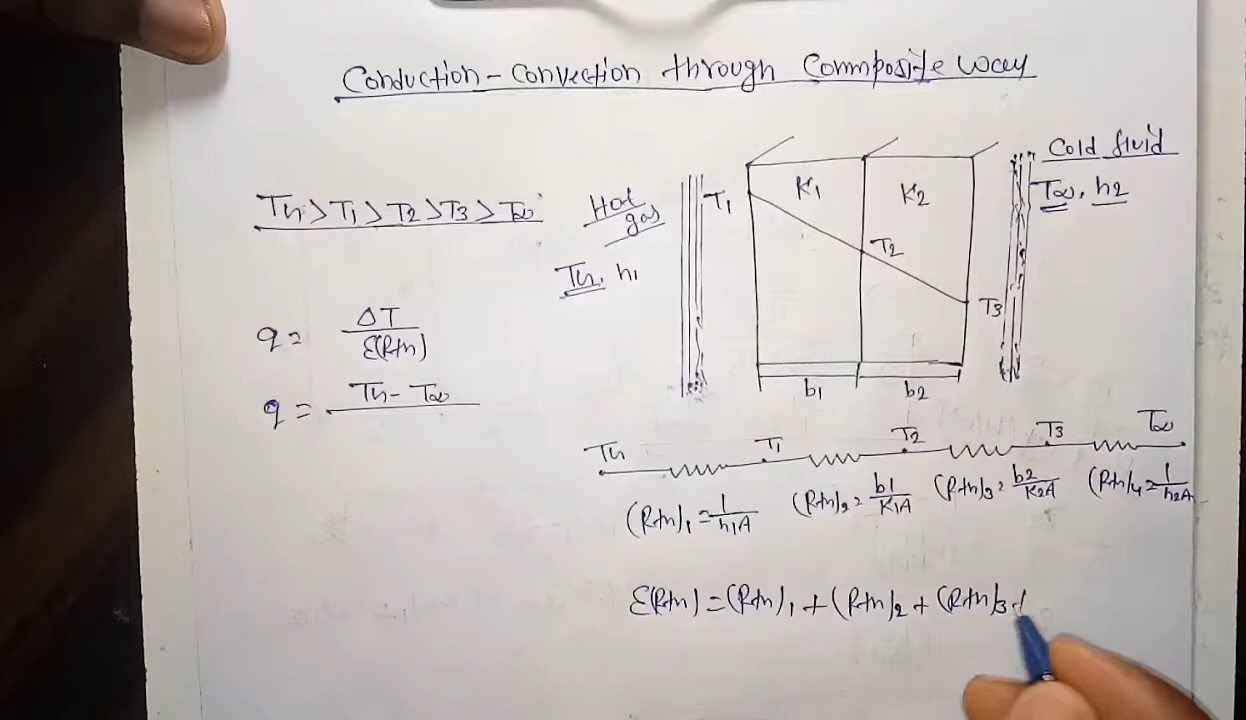 Conduction - Convection through Commposite Wall
Th > T1 > T2 > T3 > T∞
Hot gas
Th, h1
T1
K1
K2
T2
T3
b1
b2
Cold fluid
T∞, h2
q = ΔT / Σ(Rth)
q = Th - T∞
Th T1 T2 T3 T∞
(Rth)1 = 1/h1A (Rth)2 = b1/K1A (Rth)3 = b2/K2A (Rth)4 = 1/h2A
Σ(Rth) = (Rth)1 + (Rth)2 + (Rth)3 +